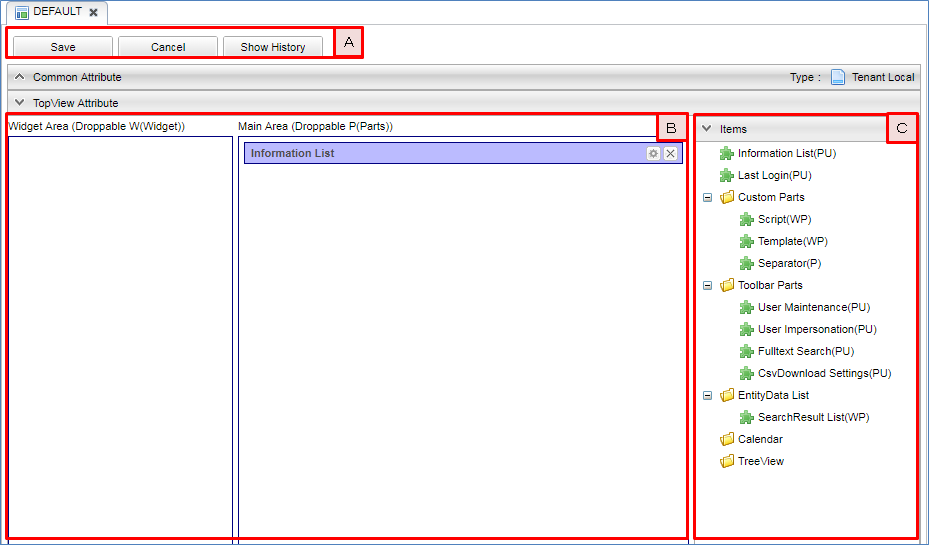 DEFAULT
Save Cancel Show History A
Common Attribute Type : Tenant Local
TopView Attribute
Widget Area (Droppable W(Widget)) Main Area (Droppable P(Parts)) B
Information List
Items C
Information List(PU)
Last Login(PU)
Custom Parts
Script(WP)
Template(WP)
Separator(P)
Toolbar Parts
User Maintenance(PU)
User Impersonation(PU)
Fulltext Search(PU)
CsvDownload Settings(PU)
EntityData List
SearchResult List(WP)
Calendar
TreeView